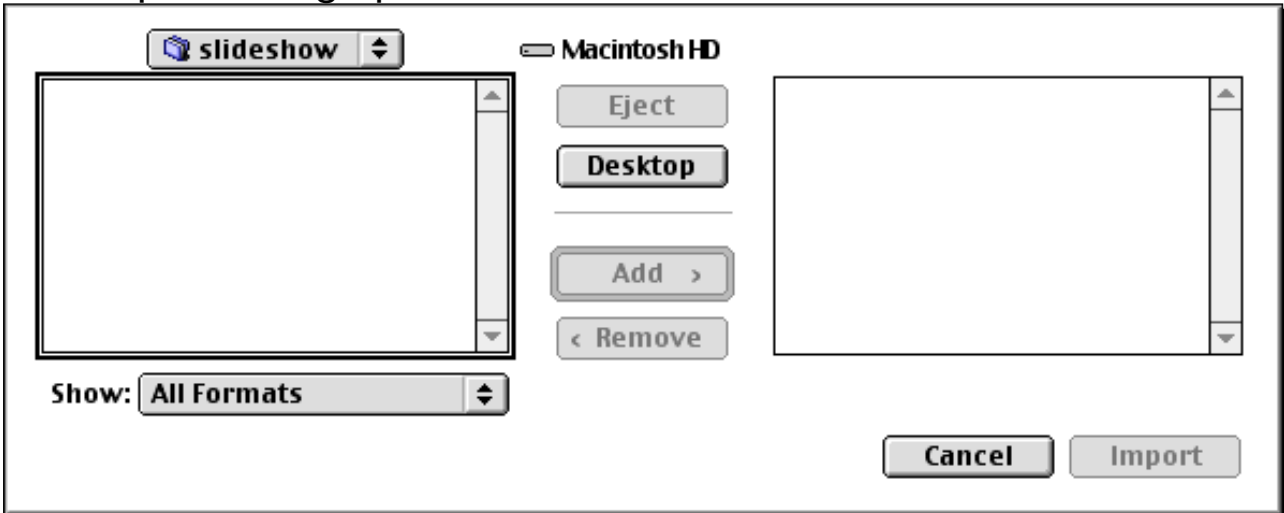 slideshow
Macintosh HD
Eject
Desktop
Add >
< Remove
Show: All Formats
Cancel
Import